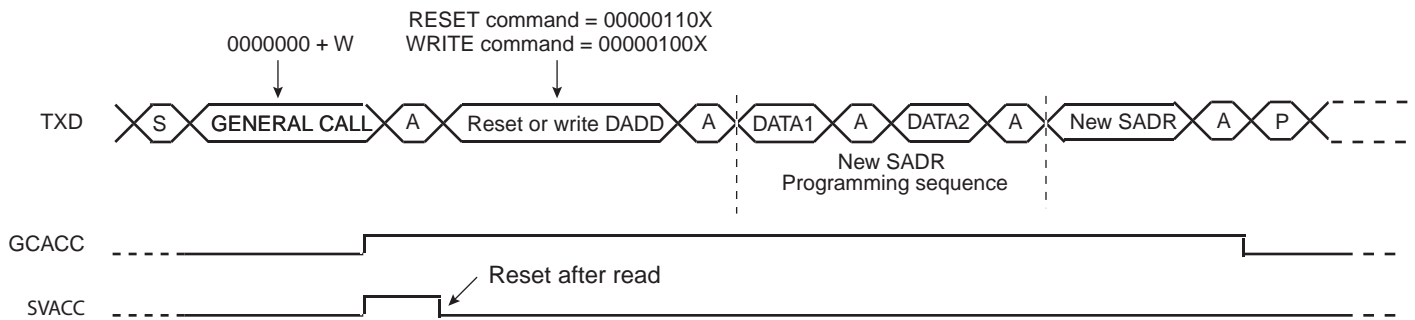 RESET command = 00000110X
0000000 + W
WRITE command = 00000100X
TXD
S
GENERAL CALL
A
Reset or write DADD
A
DATA1
A
DATA2
A
New SADR
A
P
New SADR
Programming sequence
GCACC
Reset after read
SVACC